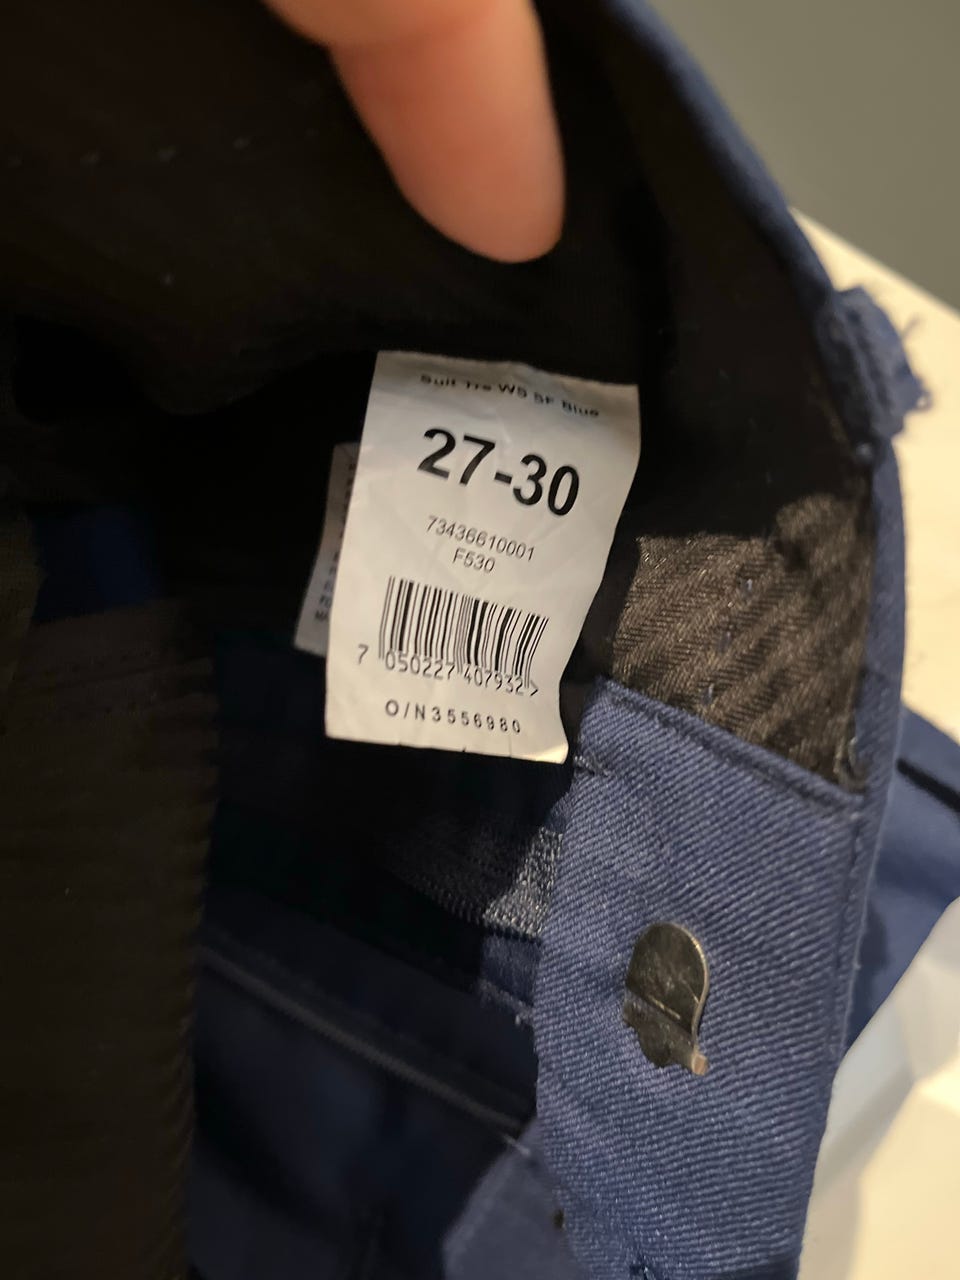 Suit Trs WS SF Blue
27-30
73436610001
F530
7 050227 407932 >
O/N3556980